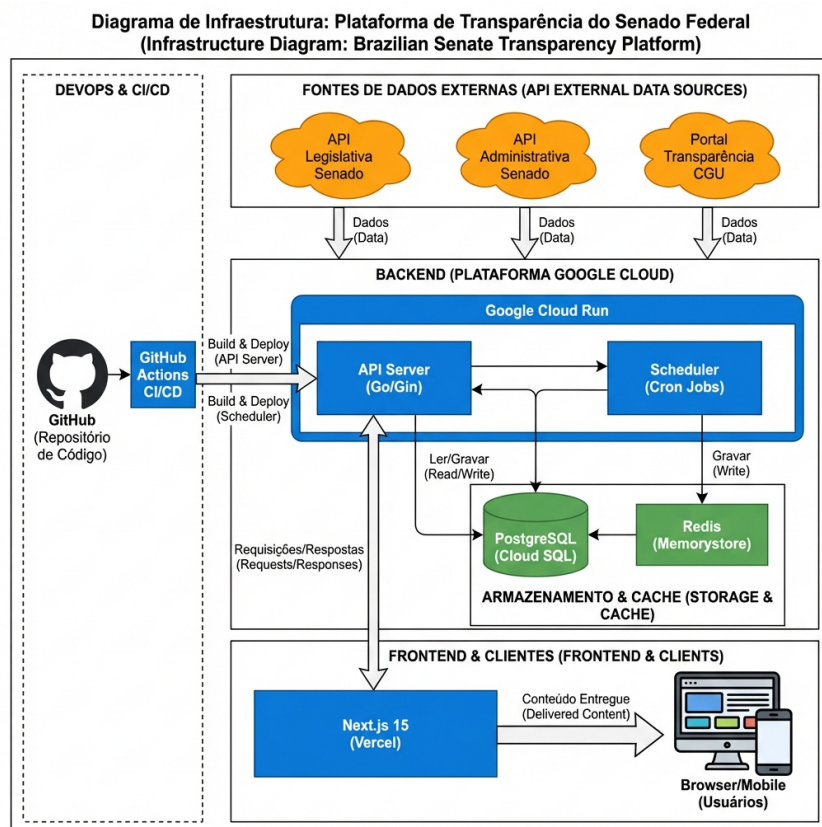 Diagrama de Infraestrutura: Plataforma de Transparência do Senado Federal
(Infrastructure Diagram: Brazilian Senate Transparency Platform)
DEVOPS & CI/CD
FONTES DE DADOS EXTERNAS (API EXTERNAL DATA SOURCES)
API
Legislativa
Senado
API
Administrativa
Senado
Portal
Transparência
CGU
Dados
(Data)
Dados
(Data)
Dados
(Data)
BACKEND (PLATAFORMA GOOGLE CLOUD)
Google Cloud Run
GitHub
(Repositório
de Código)
GitHub
Actions
CI/CD
Build & Deploy
(API Server)
Build & Deploy
(Scheduler)
API Server
(Go/Gin)
Scheduler
(Cron Jobs)
Ler/Gravar
(Read/Write)
Gravar
(Write)
PostgreSQL
(Cloud SQL)
Redis
(Memorystore)
ARMAZENAMENTO & CACHE (STORAGE &
CACHE)
Requisições/Respostas
(Requests/Responses)
FRONTEND & CLIENTES (FRONTEND & CLIENTS)
Next.js 15
(Vercel)
Conteúdo Entregue
(Delivered Content)
Browser/Mobile
(Usuários)